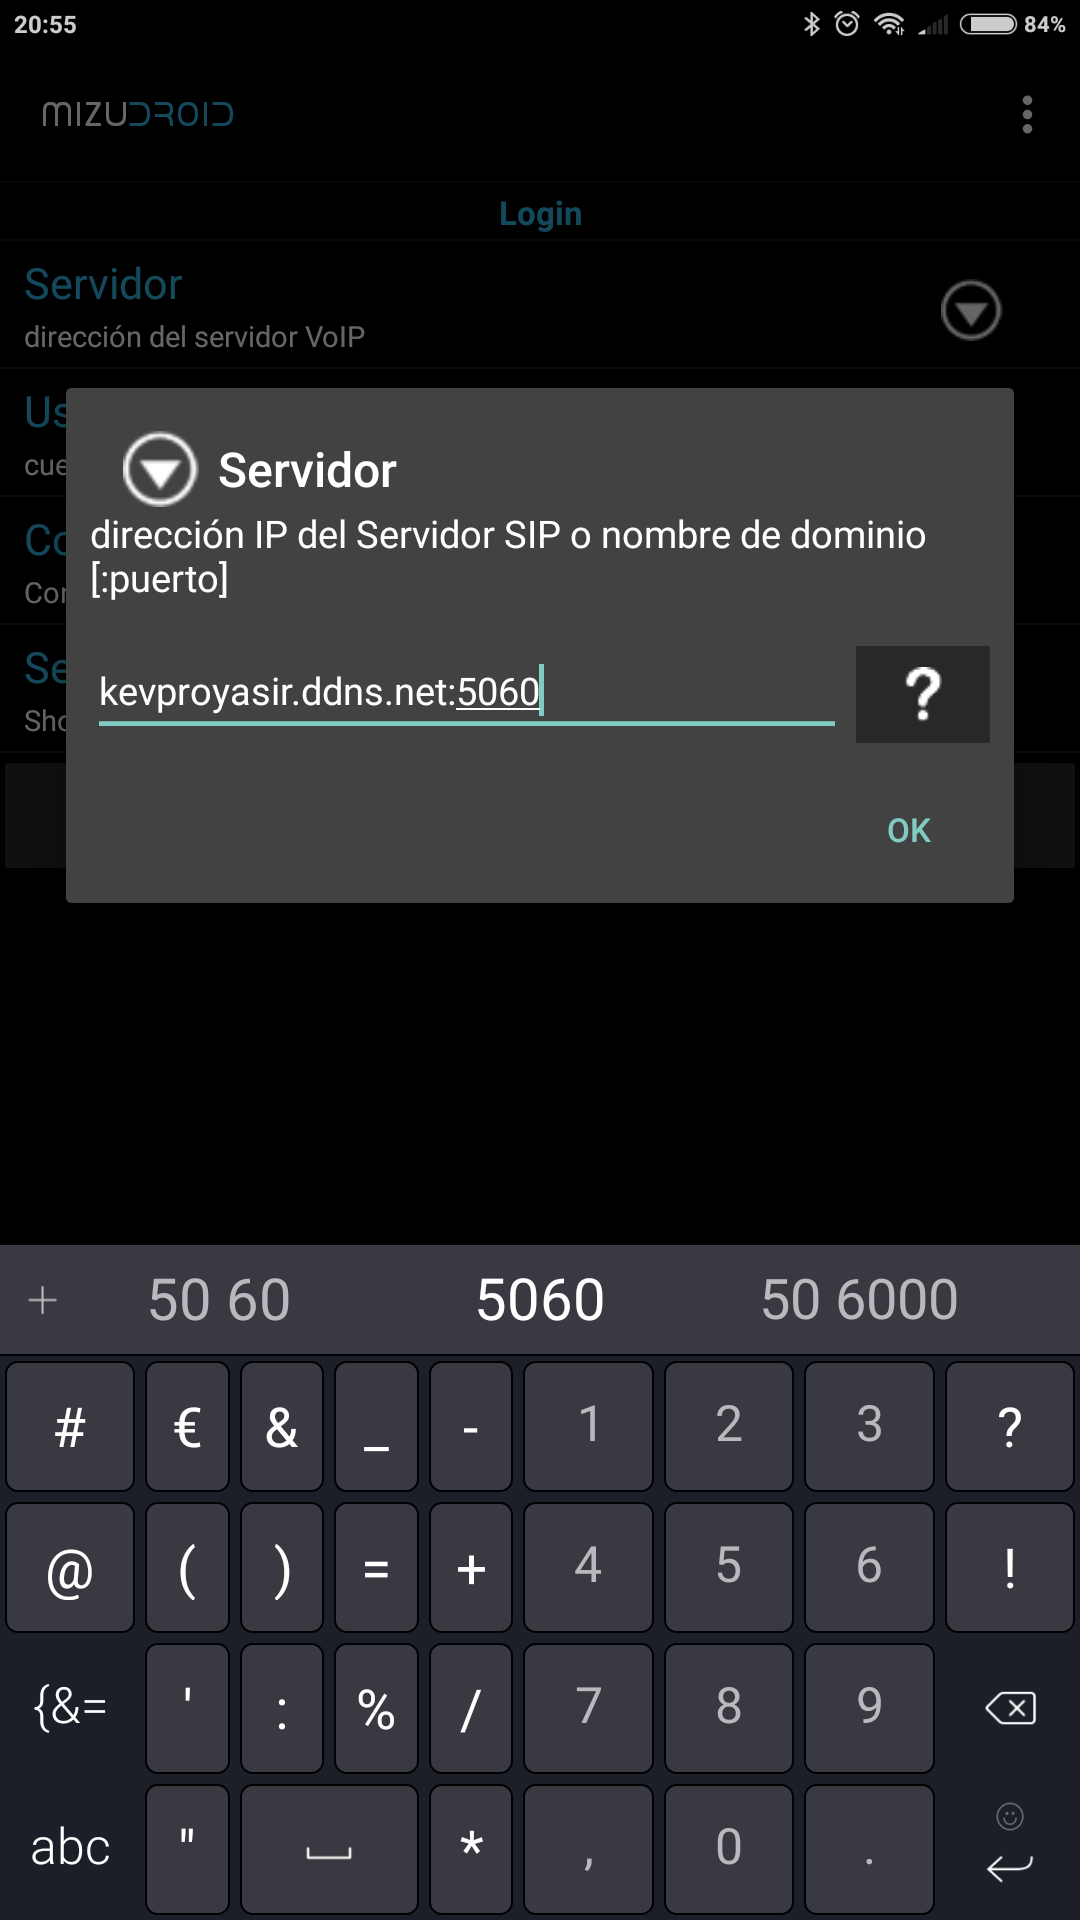 20:55
84%
MIZUDROID
Login
Servidor
dirección del servidor VoIP
Us
cue
Co
Con
Se
Sho
Servidor
dirección IP del Servidor SIP o nombre de dominio
[:puerto]
kevproyasir.ddns.net:5060
?
OK
+ 50 60 5060 50 6000
# € & _ - 1 2 3 ?
@ ( ) = + 4 5 6 !
{&= ' : % / 7 8 9
abc " * , 0 .